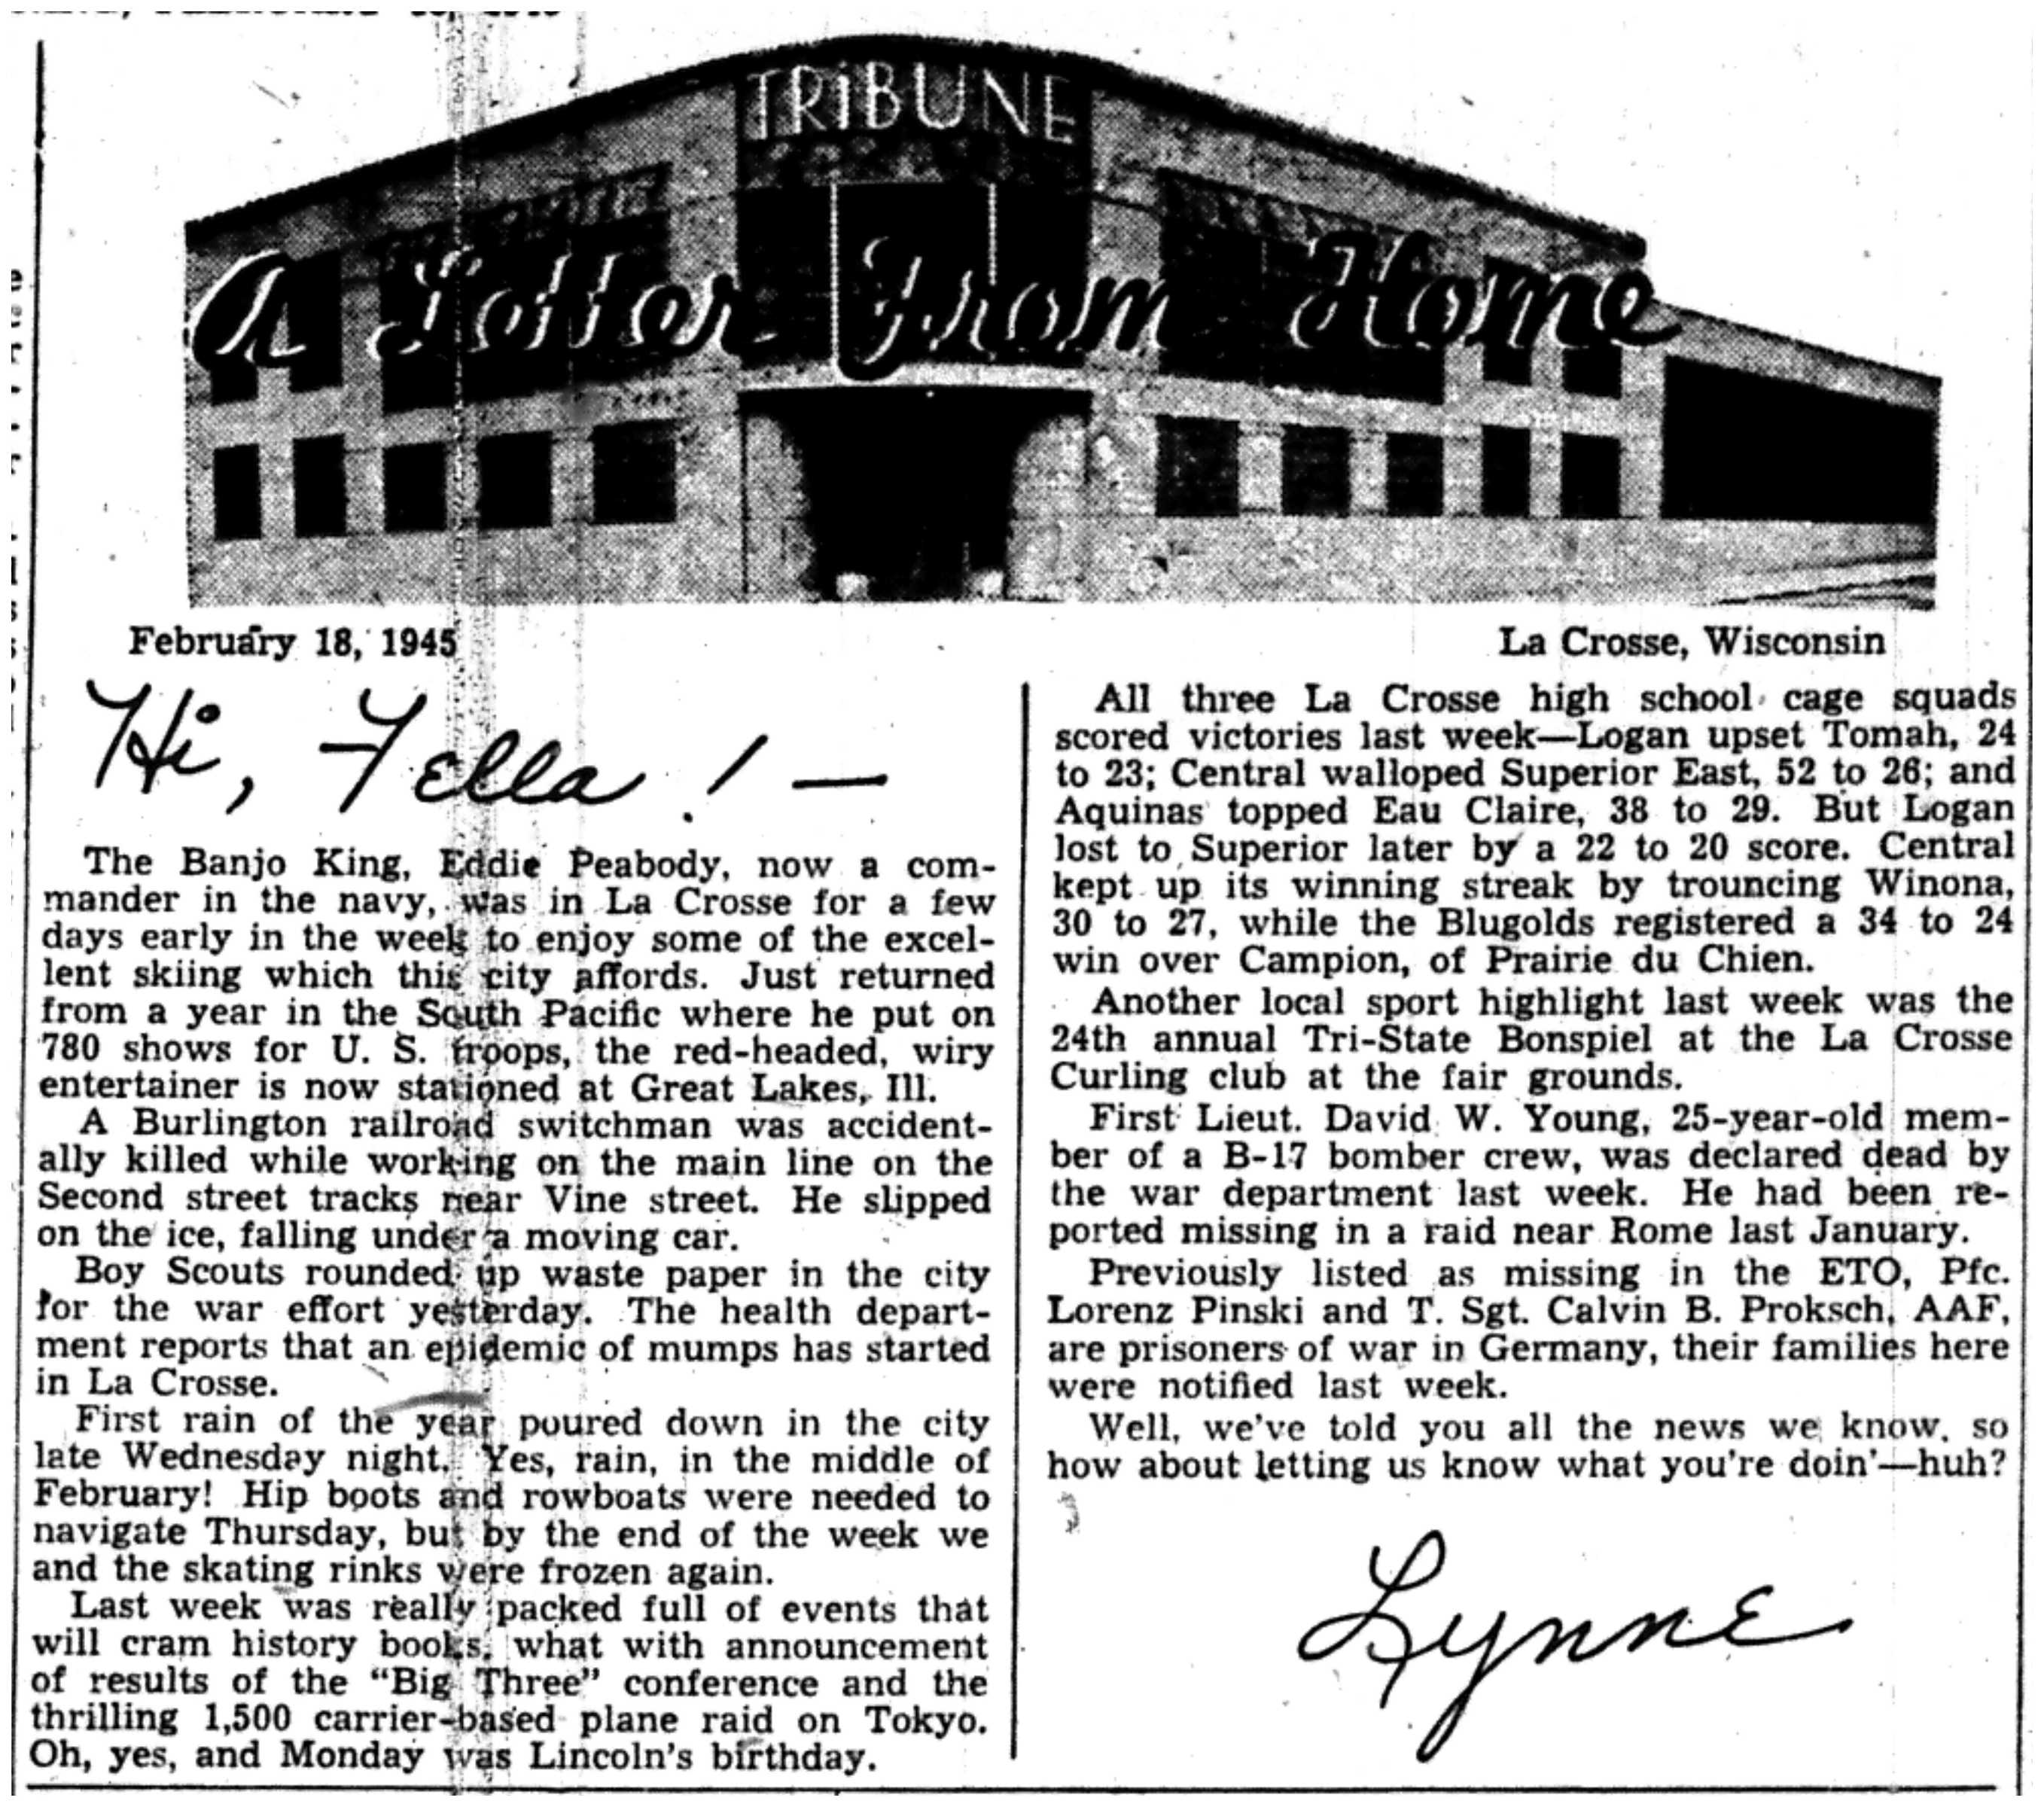 TRIBUNE
A Letter From Home
February 18, 1945
La Crosse, Wisconsin
Hi, Fella! —
The Banjo King, Eddie Peabody, now a com-
mander in the navy, was in La Crosse for a few
days early in the week to enjoy some of the excel-
lent skiing which this city affords. Just returned
from a year in the South Pacific where he put on
780 shows for U. S. troops, the red-headed, wiry
entertainer is now stationed at Great Lakes, Ill.
A Burlington railroad switchman was accident-
ally killed while working on the main line on the
Second street tracks near Vine street. He slipped
on the ice, falling under a moving car.
Boy Scouts rounded up waste paper in the city
for the war effort yesterday. The health depart-
ment reports that an epidemic of mumps has started
in La Crosse.
First rain of the year poured down in the city
late Wednesday night. Yes, rain, in the middle of
February! Hip boots and rowboats were needed to
navigate Thursday, but by the end of the week we
and the skating rinks were frozen again.
Last week was really packed full of events that
will cram history books, what with announcement
of results of the “Big Three” conference and the
thrilling 1,500 carrier-based plane raid on Tokyo.
Oh, yes, and Monday was Lincoln's birthday.
All three La Crosse high school cage squads
scored victories last week—Logan upset Tomah, 24
to 23; Central walloped Superior East, 52 to 26; and
Aquinas topped Eau Claire, 38 to 29. But Logan
lost to Superior later by a 22 to 20 score. Central
kept up its winning streak by trouncing Winona,
30 to 27, while the Blugolds registered a 34 to 24
win over Campion, of Prairie du Chien.
Another local sport highlight last week was the
24th annual Tri-State Bonspiel at the La Crosse
Curling club at the fair grounds.
First Lieut. David W. Young, 25-year-old mem-
ber of a B-17 bomber crew, was declared dead by
the war department last week. He had been re-
ported missing in a raid near Rome last January.
Previously listed as missing in the ETO, Pfc.
Lorenz Pinski and T. Sgt. Calvin B. Proksch, AAF,
are prisoners of war in Germany, their families here
were notified last week.
Well, we've told you all the news we know, so
how about letting us know what you're doin'—huh?
Lynne